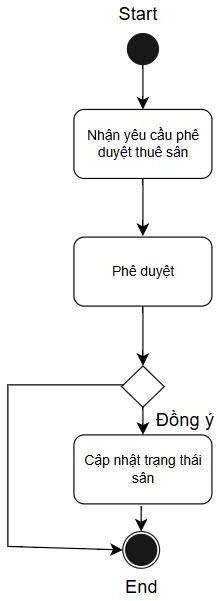 Start
Nhận yêu cầu phê
duyệt thuê sân
Phê duyệt
Đồng ý
Cập nhật trạng thái
sân
End